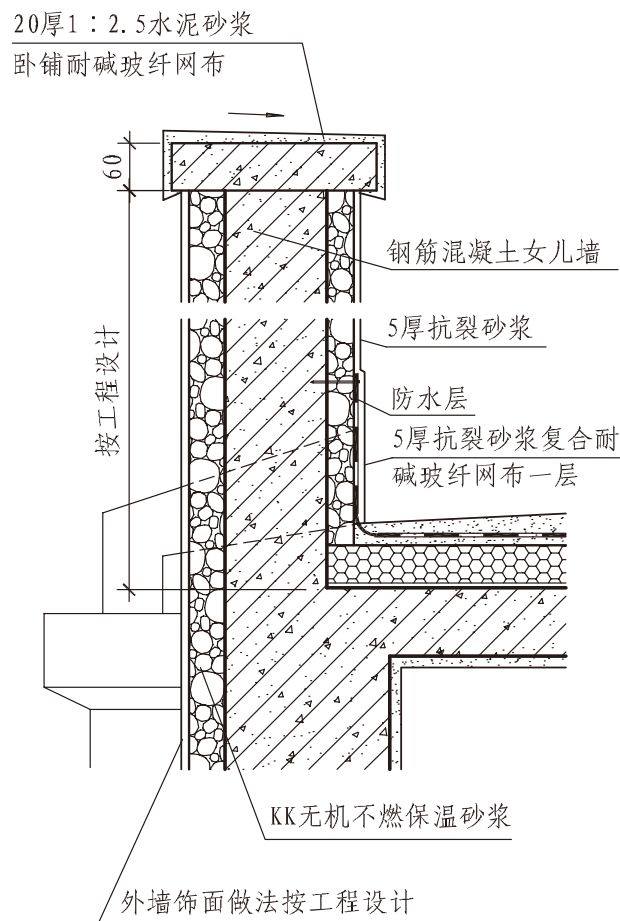 20厚1：2.5水泥砂浆
卧铺耐碱玻纤网布
60
钢筋混凝土女儿墙
5厚抗裂砂浆
按工程设计
防水层
5厚抗裂砂浆复合耐
碱玻纤网布一层
KK无机不燃保温砂浆
外墙饰面做法按工程设计